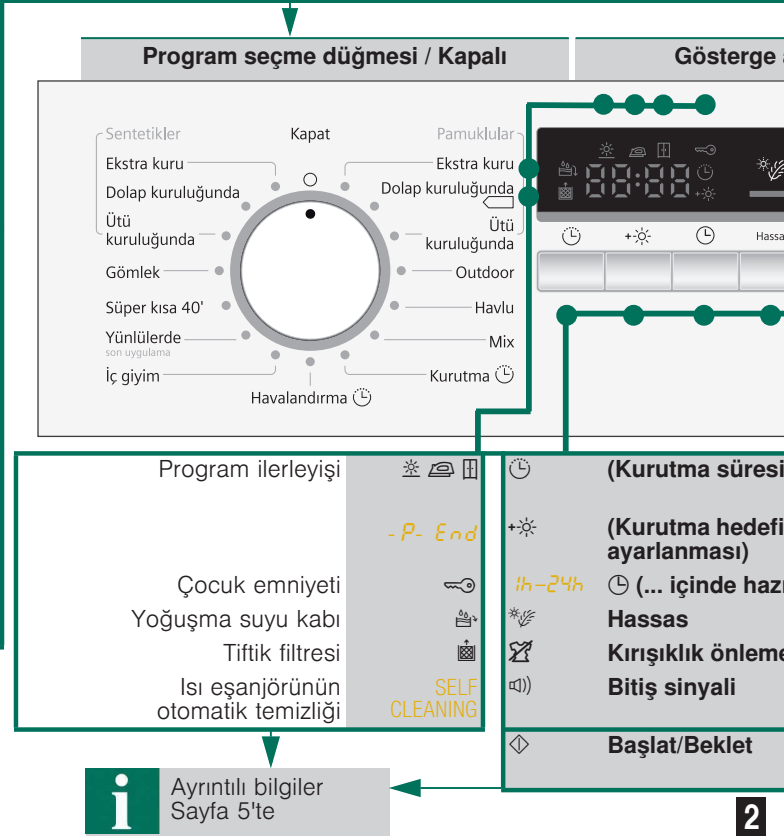 Program seçme düğmesi / Kapalı
Gösterge
Sentetikler
Kapat
Pamuklular
Ekstra kuru
Ekstra kuru
Dolap kuruluğunda
Dolap kuruluğunda
Ütü
kuruluğunda
Ütü
kuruluğunda
Gömlek
Outdoor
Süper kısa 40'
Havlu
Yünlülerde
son uygulama
Mix
İç giyim
Kurutma
Havalandırma
88:88
Hassa
Program ilerleyişi
-P- End
Çocuk emniyeti
Yoğuşma suyu kabı
Tiftik filtresi
Isı eşanjörünün
otomatik temizliği
SELF
CLEANING
(Kurutma süresi
(Kurutma hedefi
ayarlanması)
1h-24h (... içinde hazı
Hassas
Kırışıklık önleme
Bitiş sinyali
Başlat/Beklet
i
Ayrıntılı bilgiler
Sayfa 5'te
2